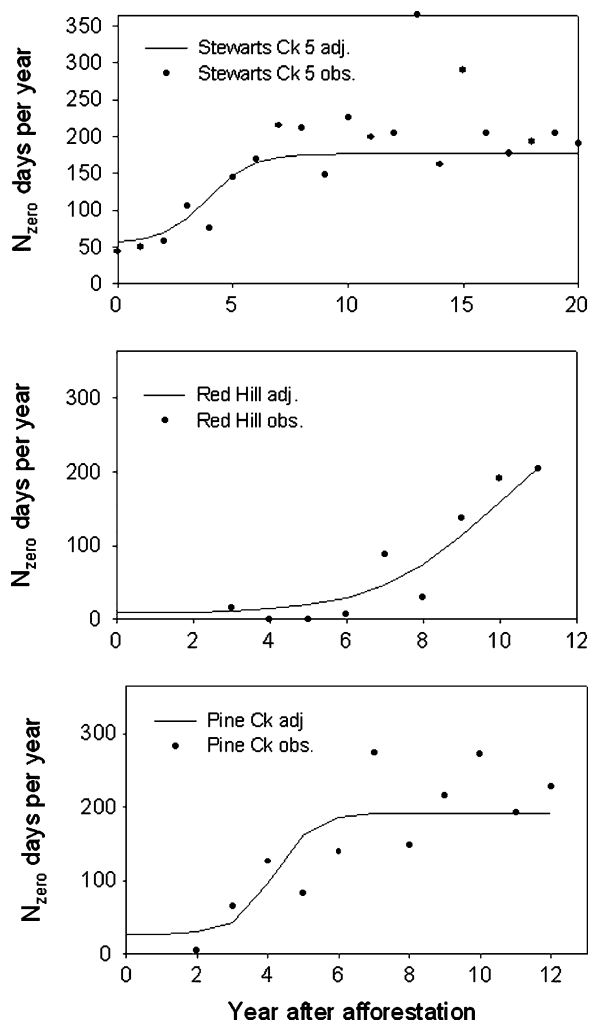 350
300
250
200
150
100
50
0
N_zero days per year
Stewarts Ck 5 adj.
Stewarts Ck 5 obs.
0 5 10 15 20
300
200
100
0
N_zero days per year
Red Hill adj.
Red Hill obs.
0 2 4 6 8 10 12
300
200
100
0
N_zero days per year
Pine Ck adj
Pine Ck obs.
0 2 4 6 8 10 12
Year after afforestation